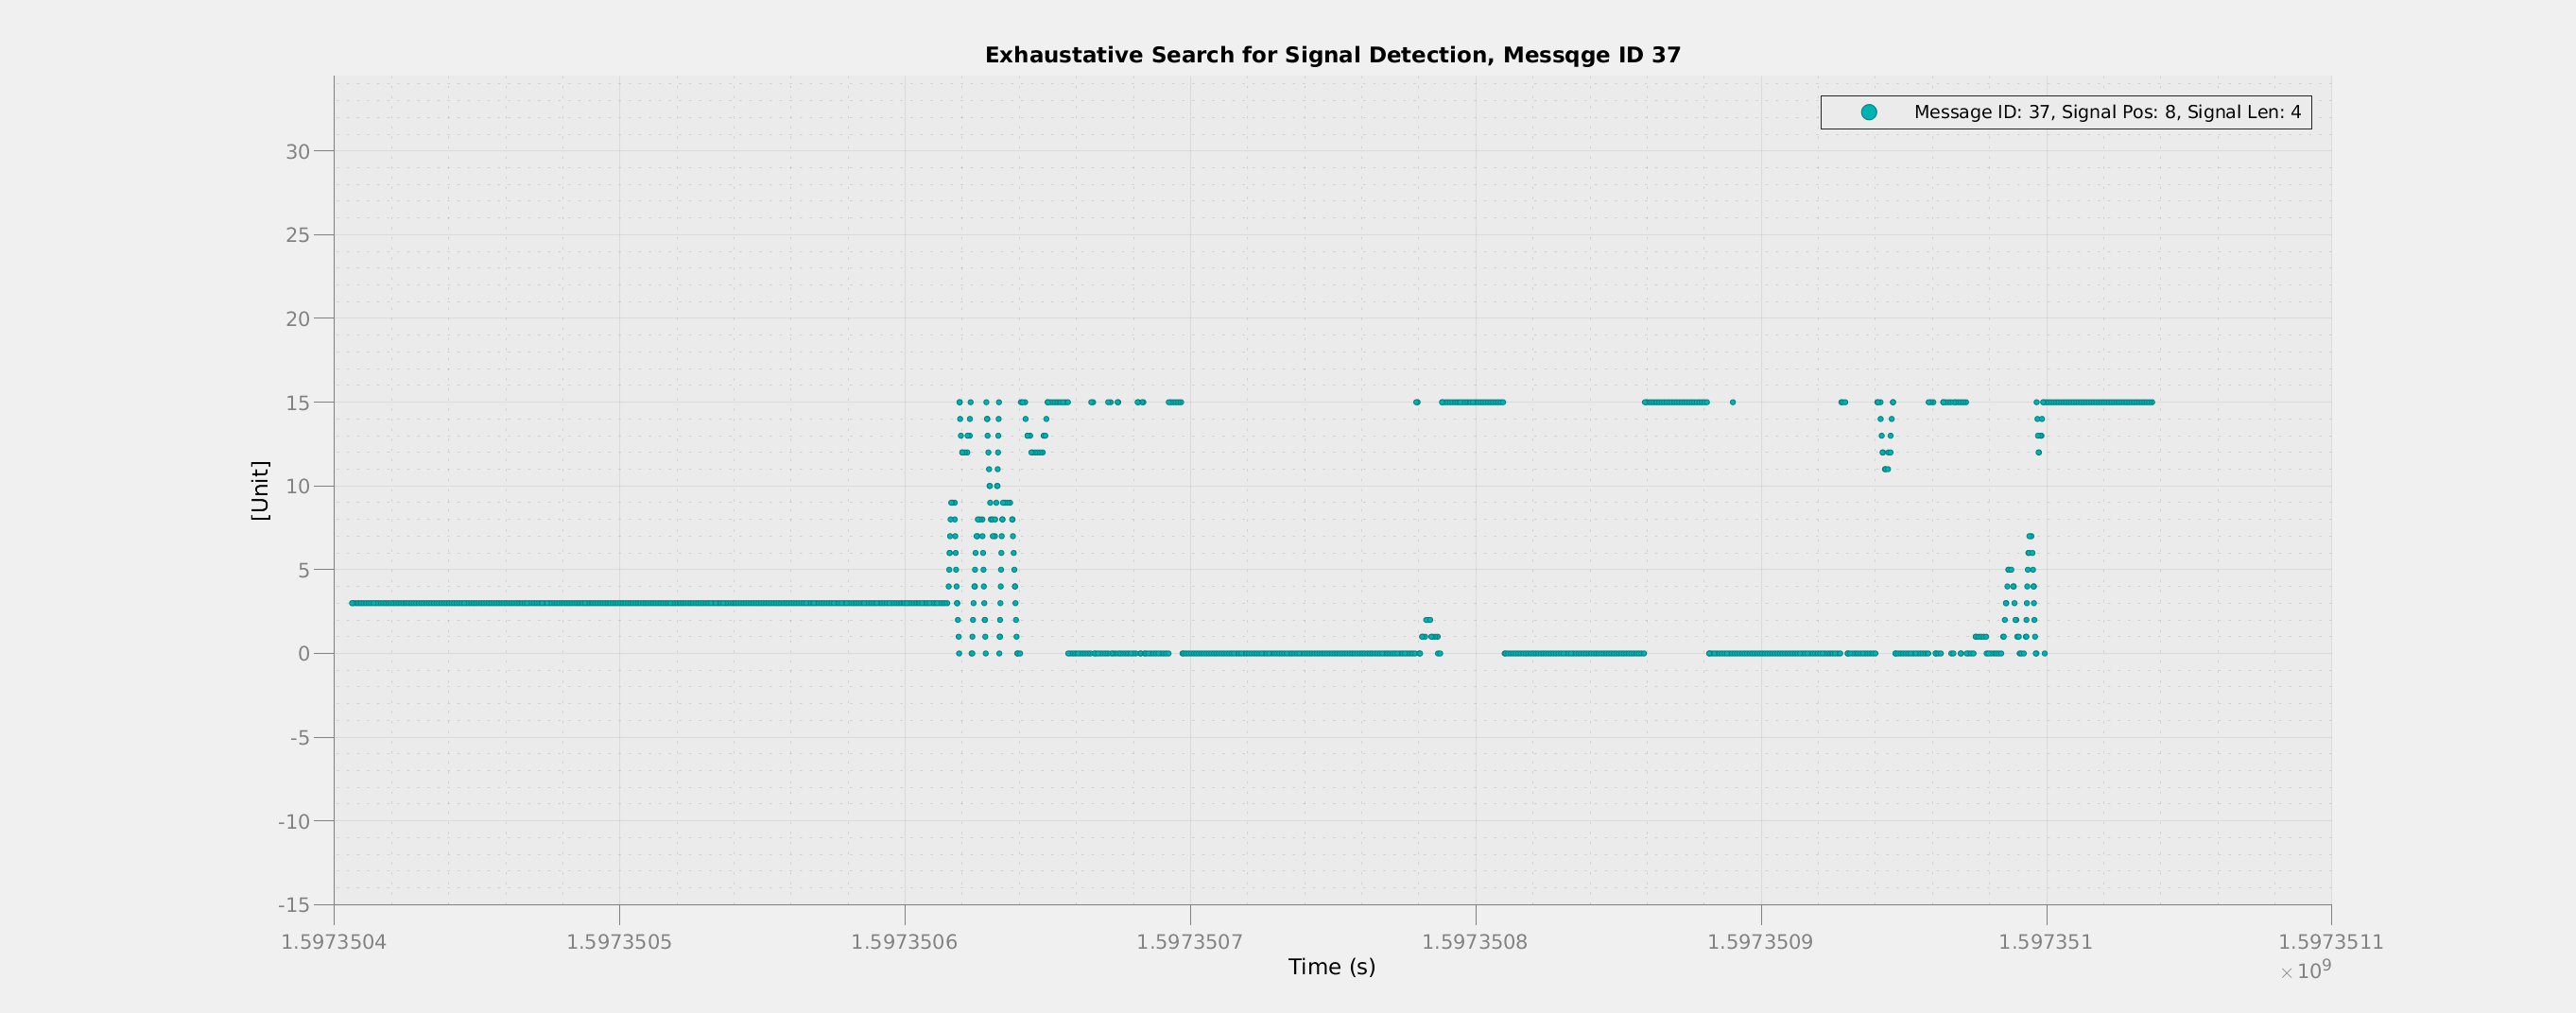 Exhaustative Search for Signal Detection, Messqge ID 37
Message ID: 37, Signal Pos: 8, Signal Len: 4
[Unit]
30
25
20
15
10
5
0
-5
-10
-15
1.5973504 1.5973505 1.5973506 1.5973507 1.5973508 1.5973509 1.597351 1.5973511
Time (s)
× 10⁹